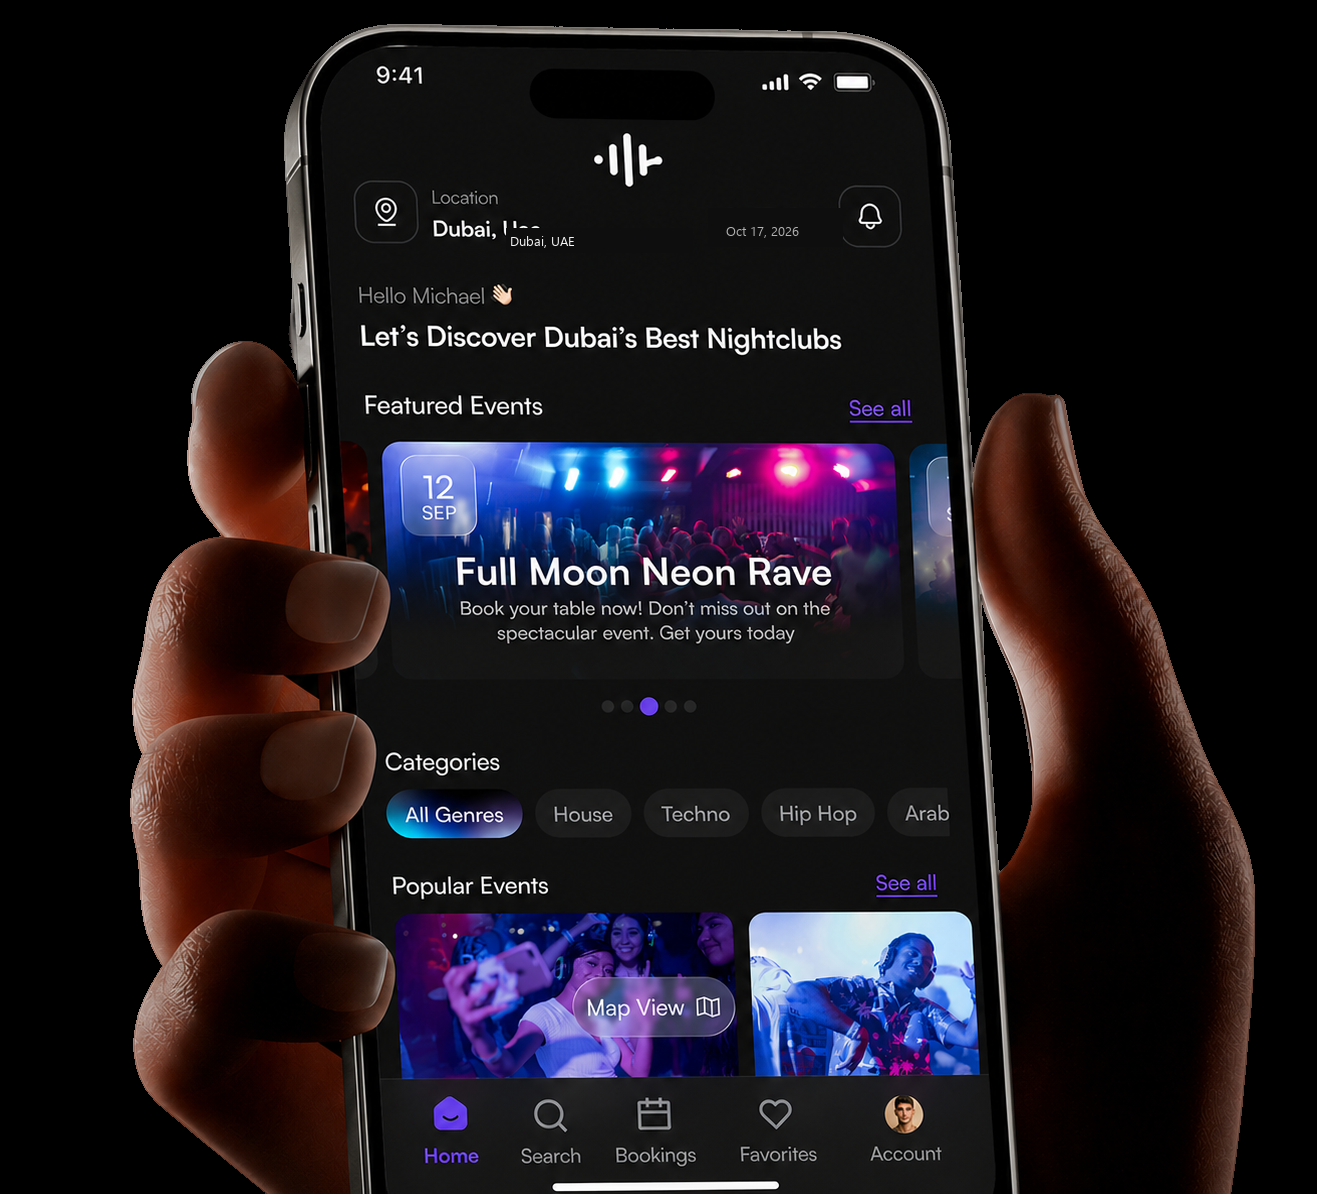 9:41
Location
Dubai,
Dubai, UAE
Oct 17, 2026
Hello Michael 👋🏻
Let’s Discover Dubai’s Best Nightclubs
Featured Events
See all
12
SEP
Full Moon Neon Rave
Book your table now! Don’t miss out on the
spectacular event. Get yours today
Categories
All Genres
House
Techno
Hip Hop
Arab
Popular Events
See all
Map View
Home
Search
Bookings
Favorites
Account